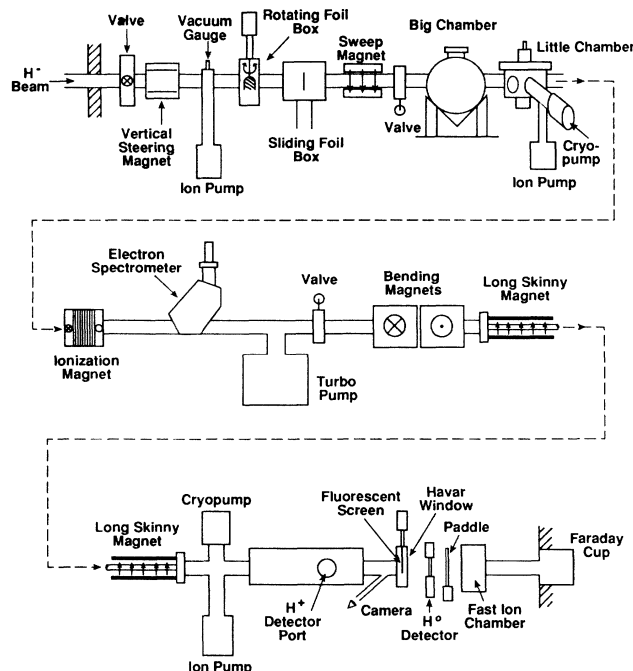 Rotating Foil
Box
Valve
Vacuum
Gauge
Big Chamber
Sweep
Magnet
Little Chamber
H⁻
Beam
Valve
Vertical
Steering
Magnet
Sliding Foil
Box
Cryo-
pump
Ion Pump
Ion Pump
Electron
Spectrometer
Valve
Bending
Magnets
Long Skinny
Magnet
Ionization
Magnet
Turbo
Pump
Cryopump
Fluorescent
Screen
Havar
Window
Paddle
Long Skinny
Magnet
Faraday
Cup
H⁺
Detector
Port
Camera
H⁰
Detector
Fast Ion
Chamber
Ion Pump